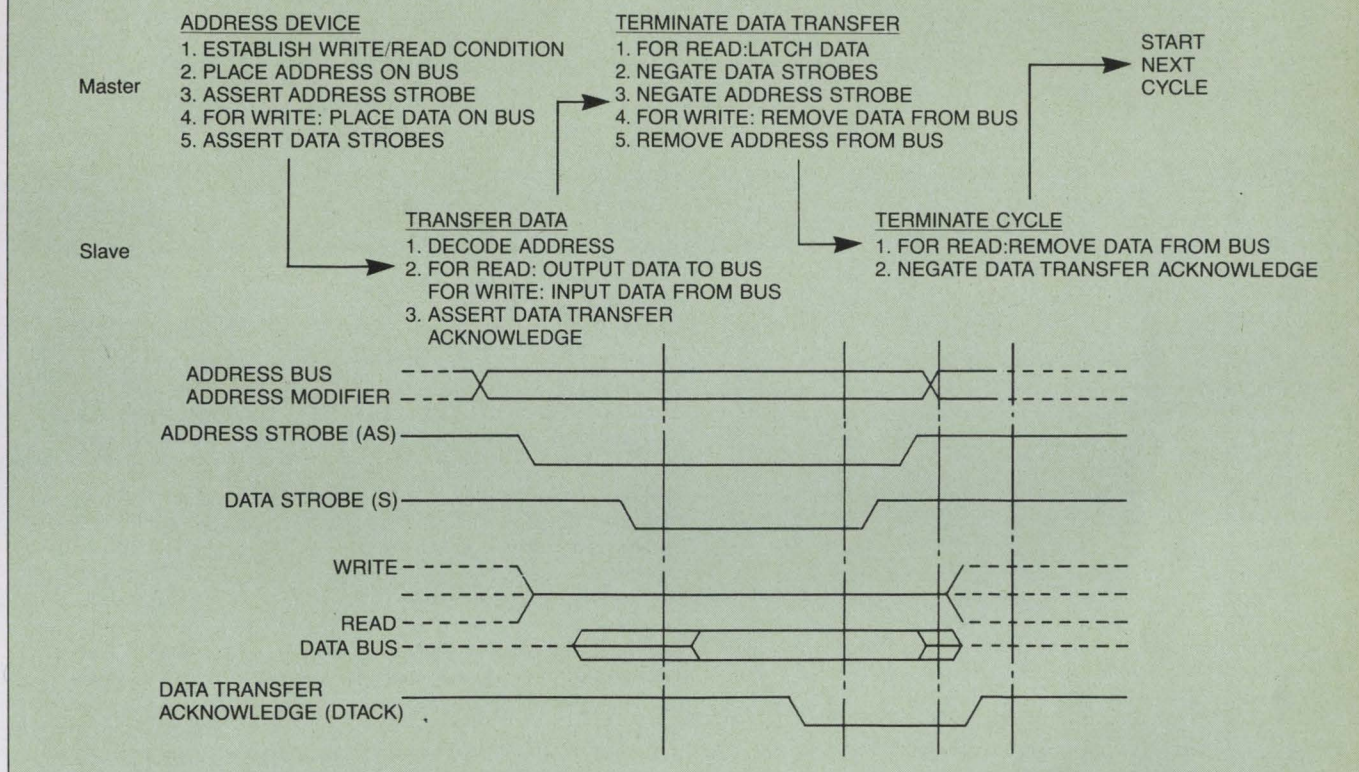 ADDRESS DEVICE
1. ESTABLISH WRITE/READ CONDITION
2. PLACE ADDRESS ON BUS
3. ASSERT ADDRESS STROBE
4. FOR WRITE: PLACE DATA ON BUS
5. ASSERT DATA STROBES
TERMINATE DATA TRANSFER
1. FOR READ:LATCH DATA
2. NEGATE DATA STROBES
3. NEGATE ADDRESS STROBE
4. FOR WRITE: REMOVE DATA FROM BUS
5. REMOVE ADDRESS FROM BUS
START
NEXT
CYCLE
Master
TRANSFER DATA
1. DECODE ADDRESS
2. FOR READ: OUTPUT DATA TO BUS
FOR WRITE: INPUT DATA FROM BUS
3. ASSERT DATA TRANSFER
ACKNOWLEDGE
TERMINATE CYCLE
1. FOR READ:REMOVE DATA FROM BUS
2. NEGATE DATA TRANSFER ACKNOWLEDGE
Slave
ADDRESS BUS
ADDRESS MODIFIER
ADDRESS STROBE (AS)
DATA STROBE (S)
WRITE
READ
DATA BUS
DATA TRANSFER
ACKNOWLEDGE (DTACK)